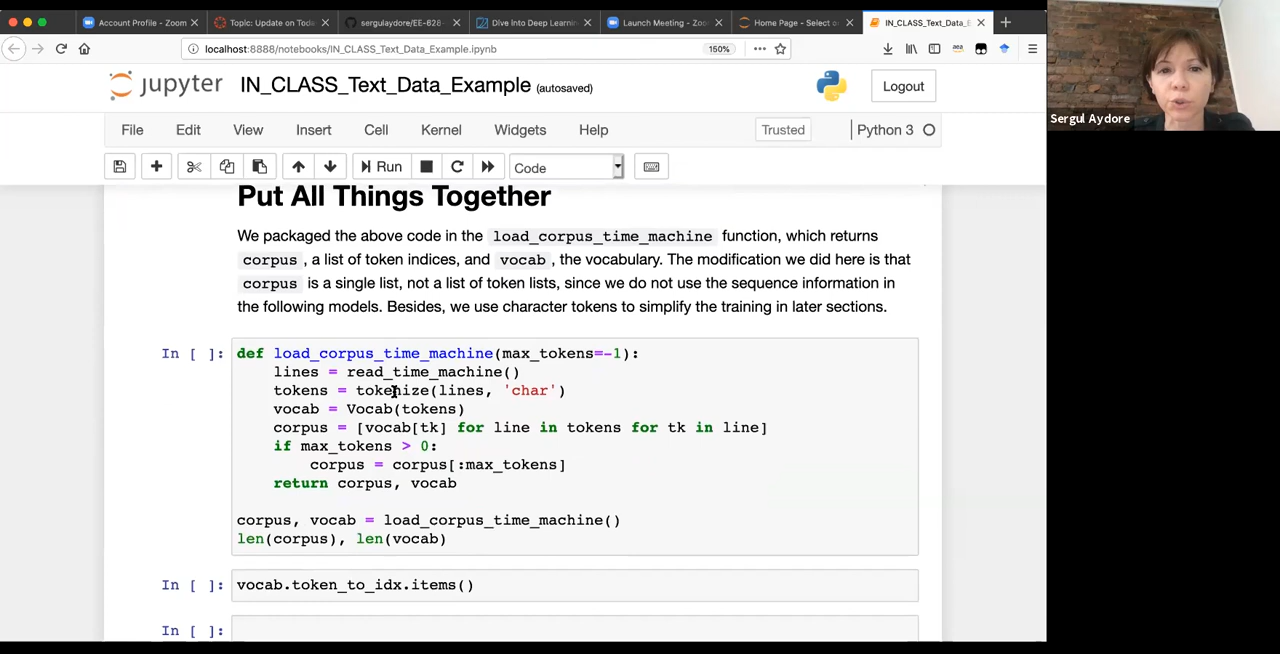 Account Profile - Zoom
Topic: Update on Toda
sergulaydore/EE-628-
Dive Into Deep Learnin
Launch Meeting - Zoo
Home Page - Select o
IN_CLASS_Text_Data_E
localhost:8888/notebooks/IN_CLASS_Text_Data_Example.ipynb
150%
aea
jupyter
IN_CLASS_Text_Data_Example (autosaved)
Logout
Sergul Aydore
File Edit View Insert Cell Kernel Widgets Help
Trusted
Python 3
Run
Code
Put All Things Together
We packaged the above code in the load_corpus_time_machine function, which returns
corpus , a list of token indices, and vocab , the vocabulary. The modification we did here is that
corpus is a single list, not a list of token lists, since we do not use the sequence information in
the following models. Besides, we use character tokens to simplify the training in later sections.
In [ ]: def load_corpus_time_machine(max_tokens=-1):
lines = read_time_machine()
tokens = tokenize(lines, 'char')
vocab = Vocab(tokens)
corpus = [vocab[tk] for line in tokens for tk in line]
if max_tokens > 0:
corpus = corpus[:max_tokens]
return corpus, vocab
corpus, vocab = load_corpus_time_machine()
len(corpus), len(vocab)
In [ ]: vocab.token_to_idx.items()
In [ ]: